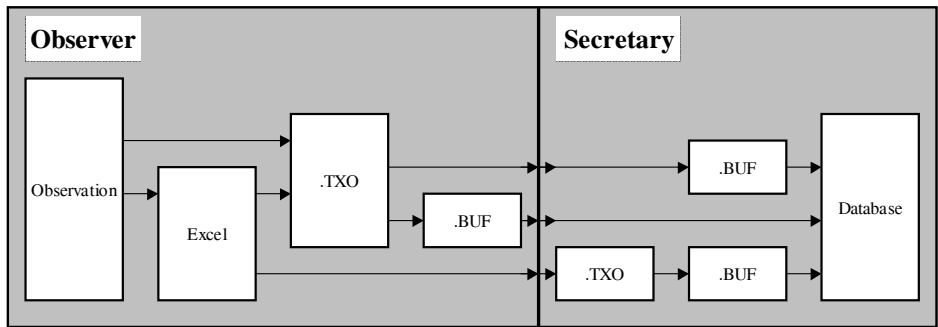 Observer
Secretary
Observation
Excel
.TXO
.BUF
.TXO
.BUF
.BUF
Database